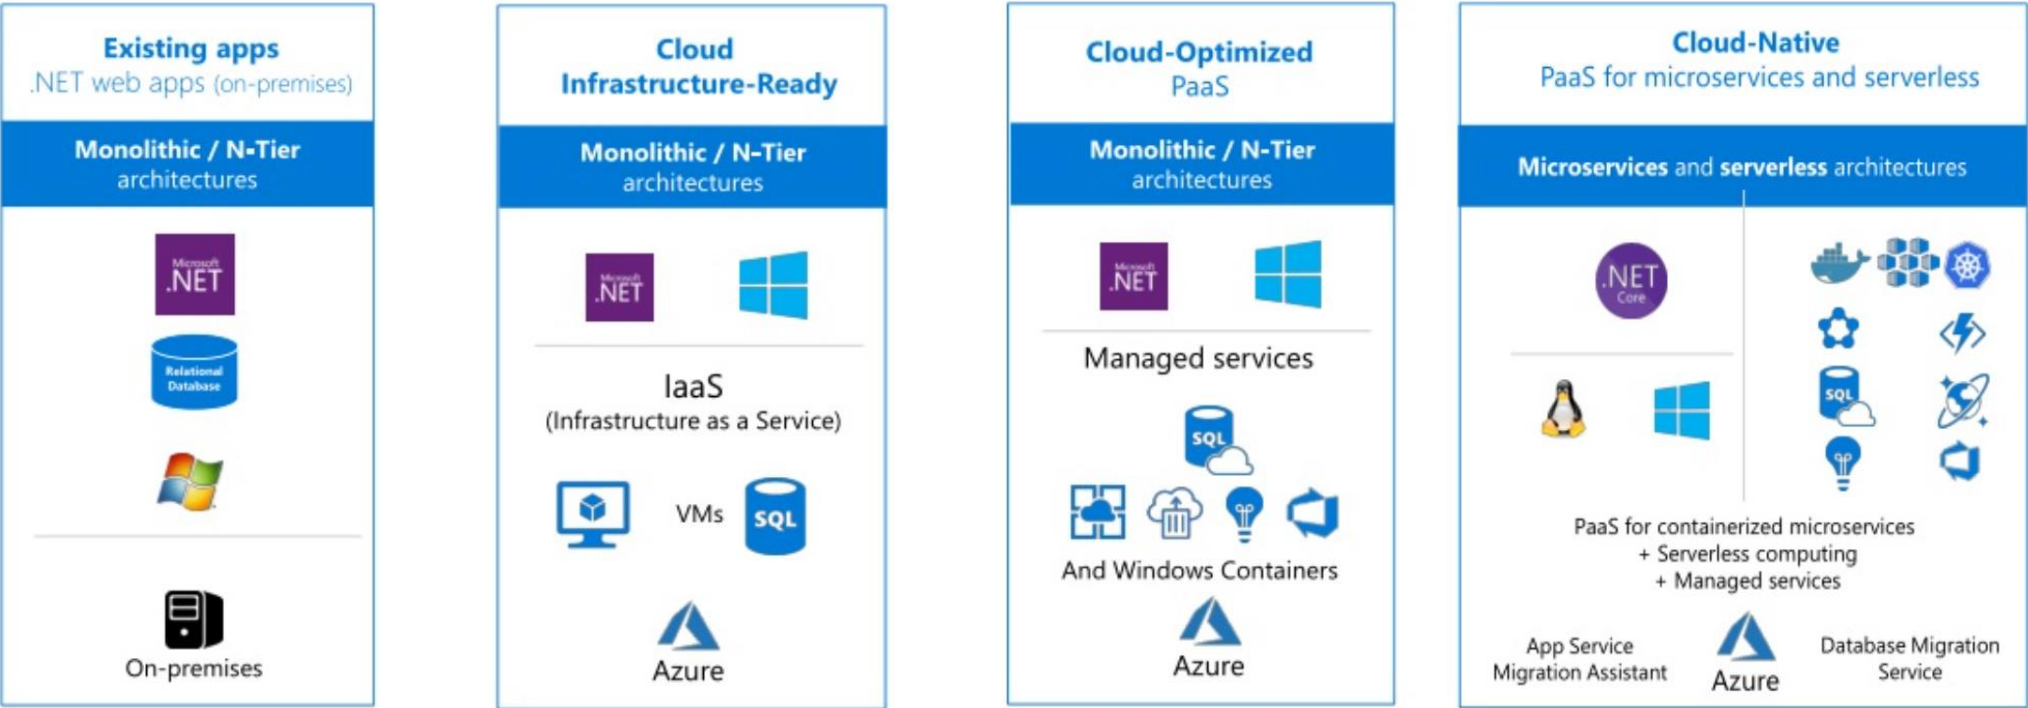 Existing apps
.NET web apps (on-premises)
Monolithic / N-Tier
architectures
Microsoft
.NET
Relational
Database
On-premises
Cloud
Infrastructure-Ready
Monolithic / N-Tier
architectures
Microsoft
.NET
IaaS
(Infrastructure as a Service)
VMs
SQL
Azure
Cloud-Optimized
PaaS
Monolithic / N-Tier
architectures
Microsoft
.NET
Managed services
SQL
And Windows Containers
Azure
Cloud-Native
PaaS for microservices and serverless
Microservices and serverless architectures
.NET
Core
SQL
PaaS for containerized microservices
+ Serverless computing
+ Managed services
App Service
Migration Assistant
Azure
Database Migration
Service